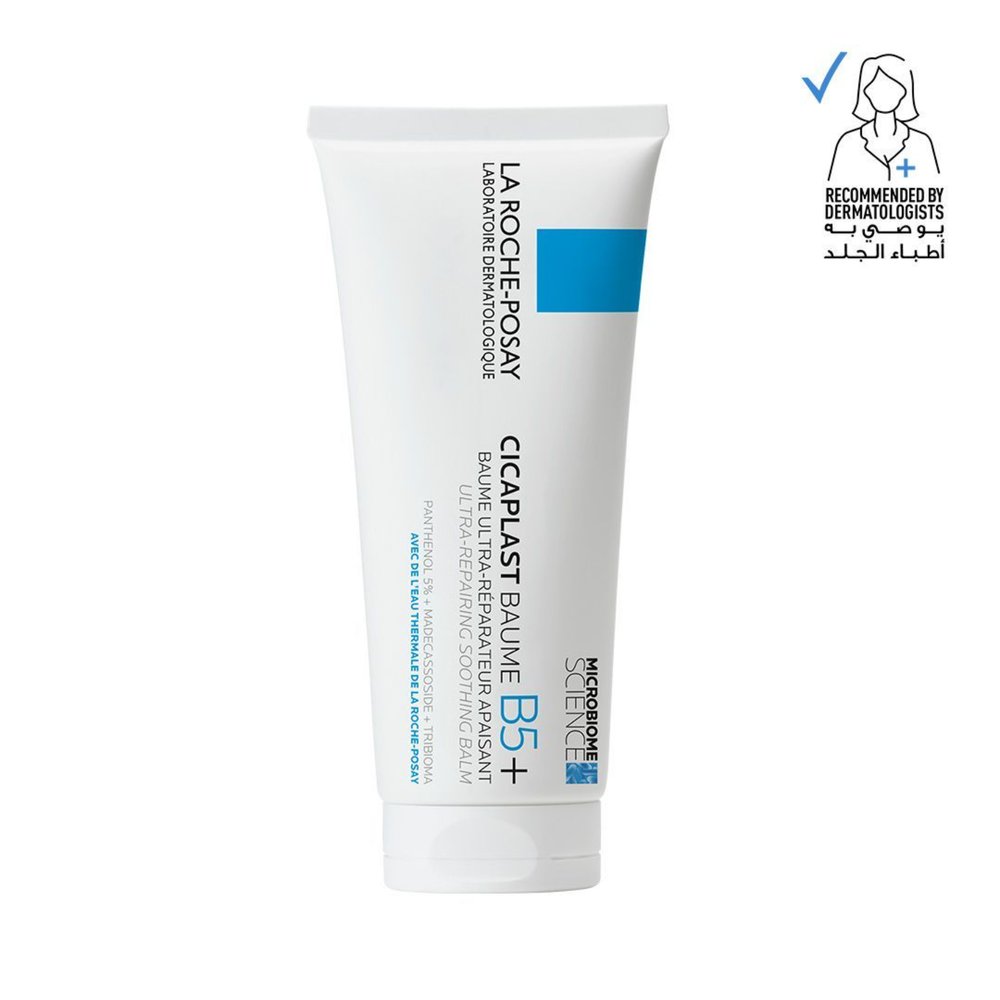 LA ROCHE-POSAY
LABORATOIRE DERMATOLOGIQUE
CICAPLAST BAUME B5+
BAUME ULTRA-RÉPARATEUR APAISANT
ULTRA-REPAIRING SOOTHING BALM
PANTHENOL 5% + MADECASSOSIDE + TRIBIOMA
AVEC DE L'EAU THERMALE DE LA ROCHE-POSAY
MICROBIOME
SCIENCE
RECOMMENDED BY
DERMATOLOGISTS
يوصي به
أطباء الجلد